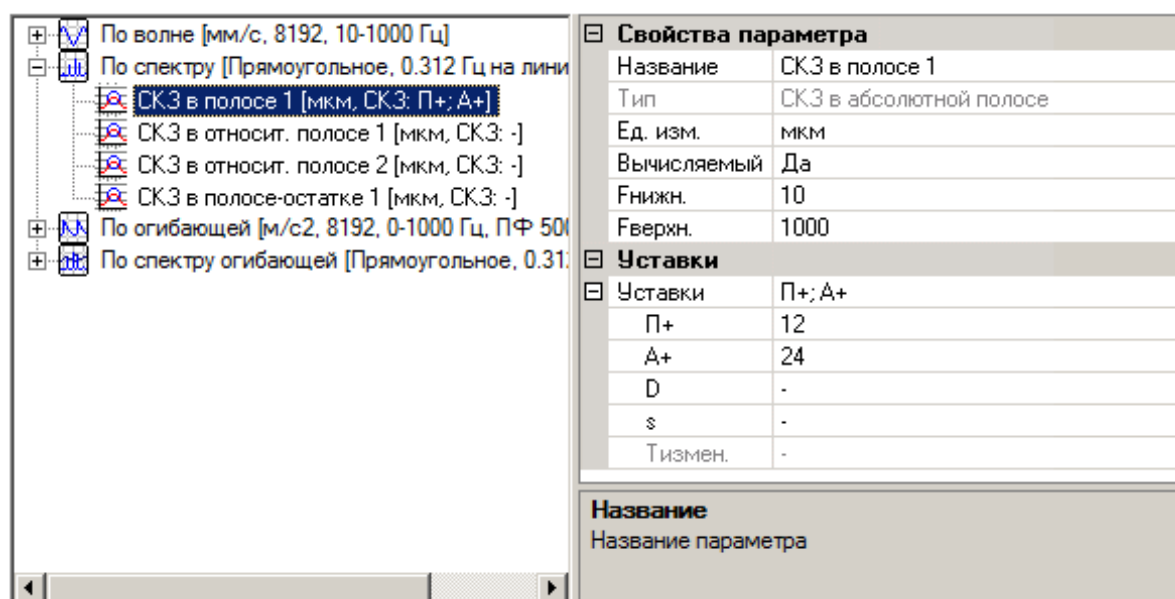 По волне [мм/с, 8192, 10-1000 Гц]
По спектру [Прямоугольное, 0.312 Гц на лини
СКЗ в полосе 1 [мкм, СКЗ: П+; А+]
СКЗ в относит. полосе 1 [мкм, СКЗ: -]
СКЗ в относит. полосе 2 [мкм, СКЗ: -]
СКЗ в полосе-остатке 1 [мкм, СКЗ: -]
По огибающей [м/с2, 8192, 0-1000 Гц, ПФ 500
По спектру огибающей [Прямоугольное, 0.31
Свойства параметра
Название СКЗ в полосе 1
Тип СКЗ в абсолютной полосе
Ед. изм. мкм
Вычисляемый Да
Fнижн. 10
Fверхн. 1000
Уставки
Уставки П+; А+
П+ 12
А+ 24
D -
s -
Tизмен. -
Название
Название параметра